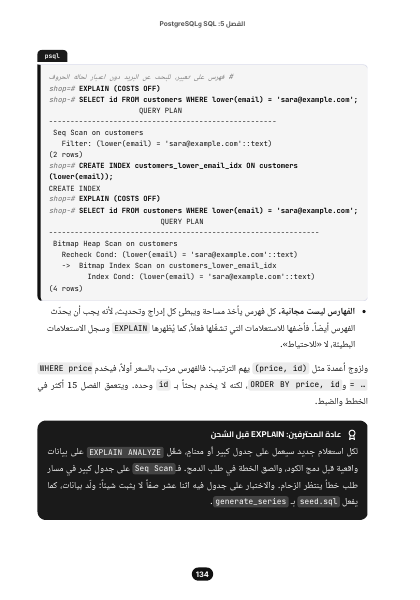 الفصل 5: SQL وPostgreSQL
psql
# فهرس على تعبير: للبحث عن البريد دون اعتبار لحالة الحروف
shop=# EXPLAIN (COSTS OFF)
shop-# SELECT id FROM customers WHERE lower(email) = 'sara@example.com';
QUERY PLAN
-----------------------------------------------------
Seq Scan on customers
Filter: (lower(email) = 'sara@example.com'::text)
(2 rows)
shop=# CREATE INDEX customers_lower_email_idx ON customers
(lower(email));
CREATE INDEX
shop=# EXPLAIN (COSTS OFF)
shop-# SELECT id FROM customers WHERE lower(email) = 'sara@example.com';
QUERY PLAN
---------------------------------------------------------------
Bitmap Heap Scan on customers
Recheck Cond: (lower(email) = 'sara@example.com'::text)
-> Bitmap Index Scan on customers_lower_email_idx
Index Cond: (lower(email) = 'sara@example.com'::text)
(4 rows)
• الفهارس ليست مجانية. كل فهرس يأخذ مساحة ويبطئ كل إدراج وتحديث، لأنه يجب أن يحدّث
الفهرس أيضاً. فأضفها للاستعلامات التي تشغّلها فعلاً، كما يُظهرها EXPLAIN وسجل الاستعلامات
البطيئة، لا «للاحتياط».
ولزوج أعمدة مثل (price, id) يهم الترتيب: فالفهرس مرتب بالسعر أولاً، فيخدم WHERE price
= … و ORDER BY price, id، لكنه لا يخدم بحثاً بـ id وحده. ويتعمق الفصل 15 أكثر في
الخطط والضبط.
عادة المحترفين: EXPLAIN قبل الشحن
لكل استعلام جديد سيعمل على جدول كبير أو متنامٍ، شغّل EXPLAIN ANALYZE على بيانات
واقعية قبل دمج الكود، والصق الخطة في طلب الدمج. فـ Seq Scan على جدول كبير في مسار
طلب خطأ ينتظر الزحام. والاختبار على جدول فيه اثنا عشر صفاً لا يثبت شيئاً: ولّد بيانات، كما
يفعل seed.sql بـ generate_series.
134